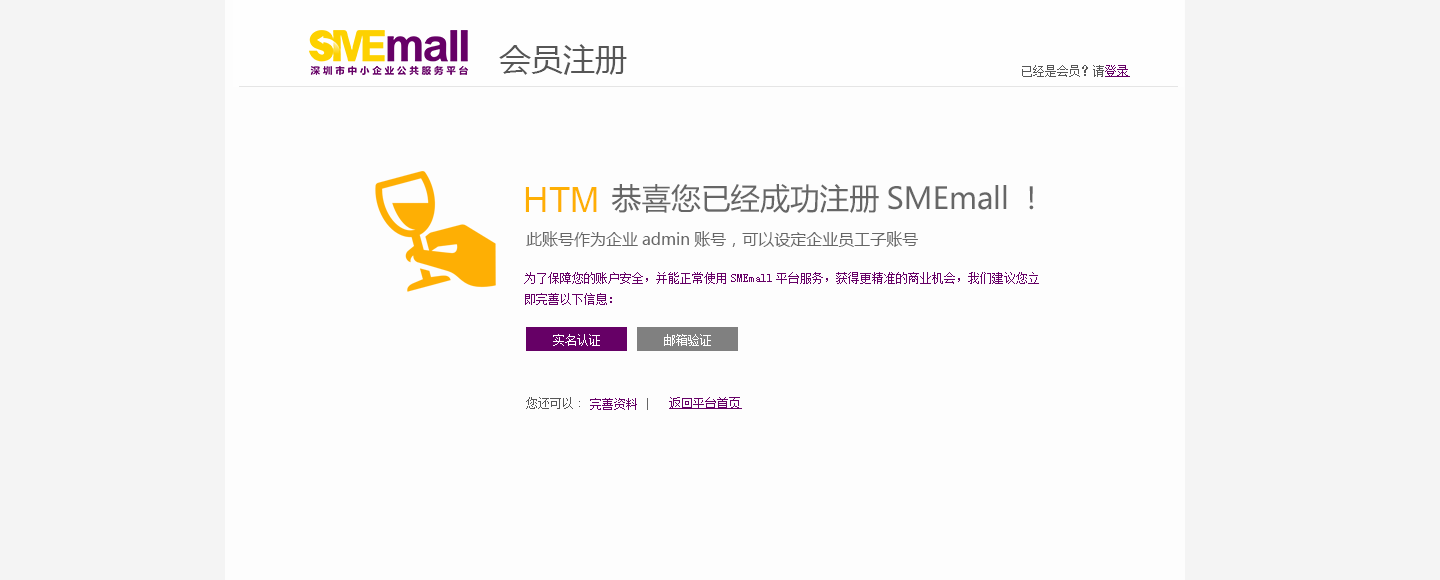 SMEmall
深圳市中小企业公共服务平台
会员注册
已经是会员？请登录
HTM 恭喜您已经成功注册 SMEmall ！
此账号作为企业 admin 账号，可以设定企业员工子账号
为了保障您的账户安全，并能正常使用 SMEmall 平台服务，获得更精准的商业机会，我们建议您立
即完善以下信息：
实名认证 邮箱验证
您还可以： 完善资料 | 返回平台首页